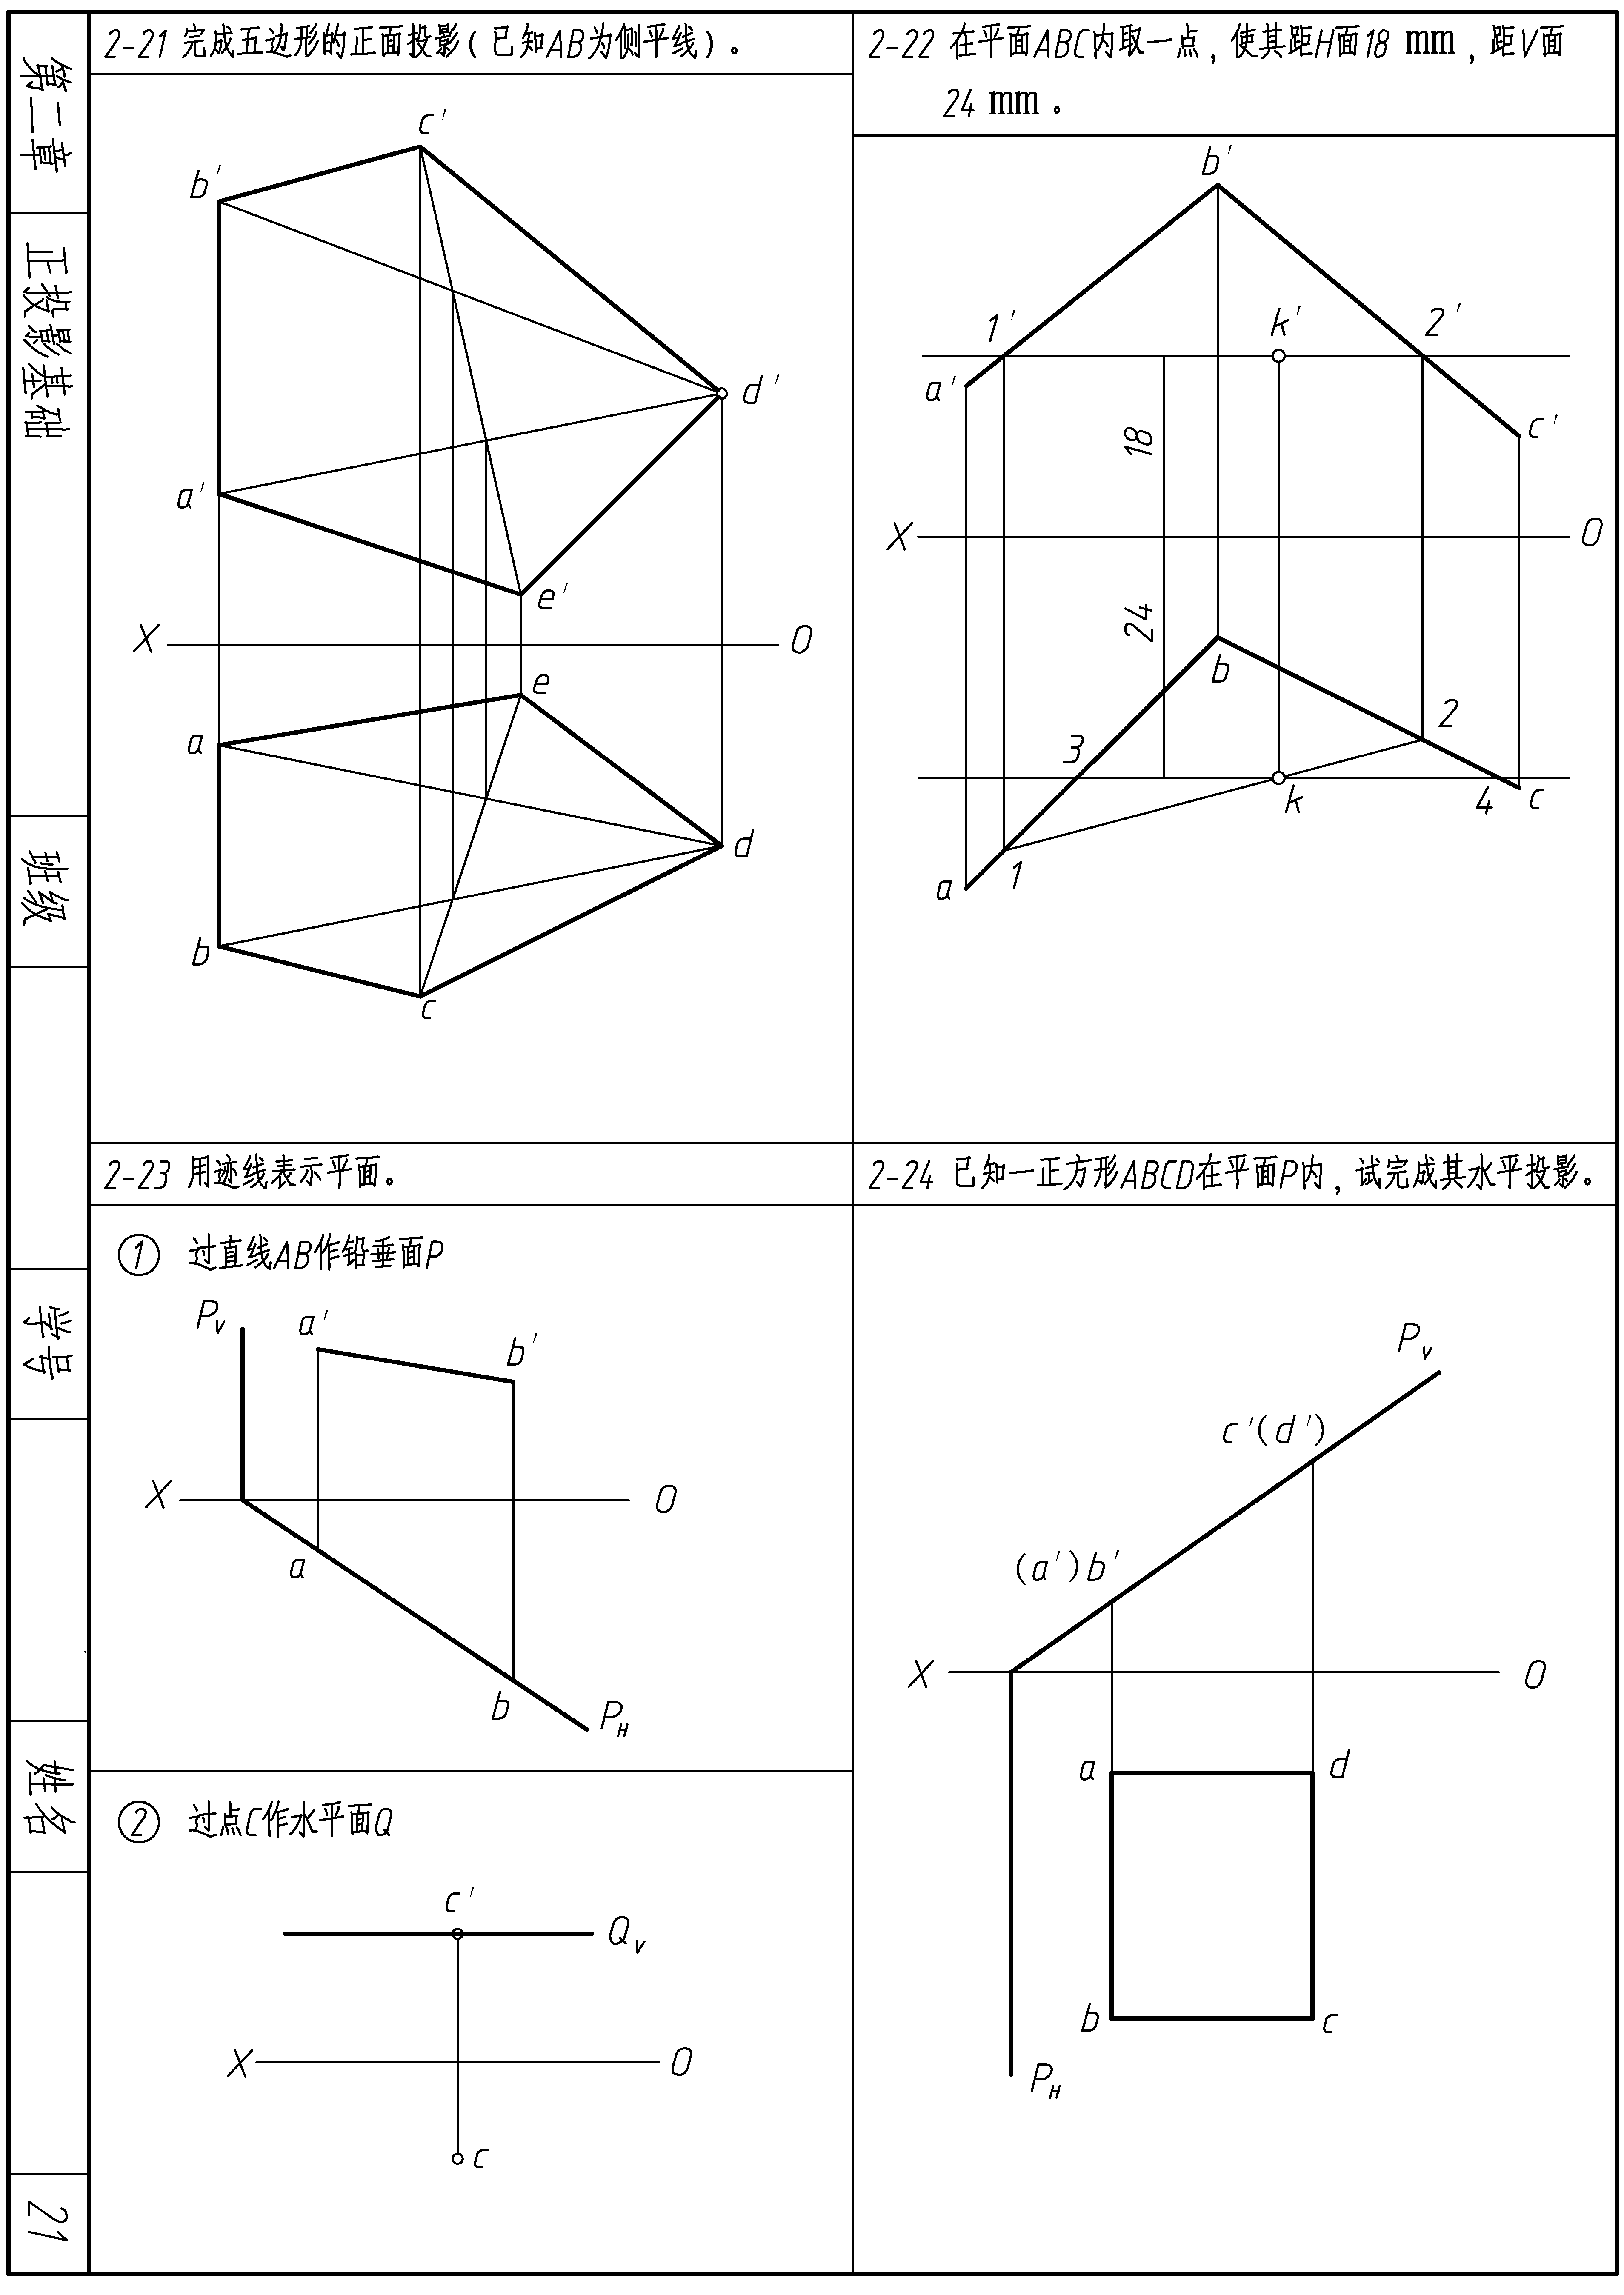 第二章
正投影基础
班级
学号
姓名
21
2-21 完成五边形的正面投影(已知AB为侧平线)。
c'
b'
d'
a'
e'
X
O
e
a
d
b
c
2-22 在平面ABC内取一点,使其距H面18 mm,距V面
24 mm。
b'
1'
k'
2'
a'
c'
18
X
O
24
b
3
2
k
4
c
1
a
2-23 用迹线表示平面。
① 过直线AB作铅垂面P
Pv
a'
b'
X
O
a
b
PH
② 过点C作水平面Q
c'
Qv
X
O
c
2-24 已知一正方形ABCD在平面P内,试完成其水平投影。
Pv
c'(d')
(a')b'
X
O
a
d
b
c
PH